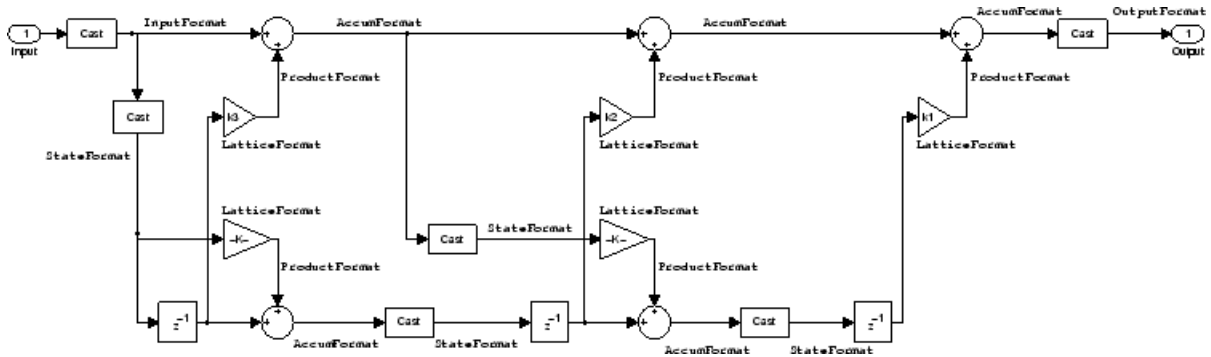 InputFormat
AccumFormat
AccumFormat
AccumFormat
OutputFormat
1
Input
Cast
+
+
+
+
+
+
Cast
1
Output
ProductFormat
ProductFormat
ProductFormat
Cast
k3
k2
k1
LatticeFormat
LatticeFormat
LatticeFormat
StateFormat
LatticeFormat
LatticeFormat
-K-
Cast
StateFormat
-K-
ProductFormat
ProductFormat
z-1
+
+
Cast
z-1
+
+
Cast
z-1
AccumFormat
StateFormat
AccumFormat
StateFormat